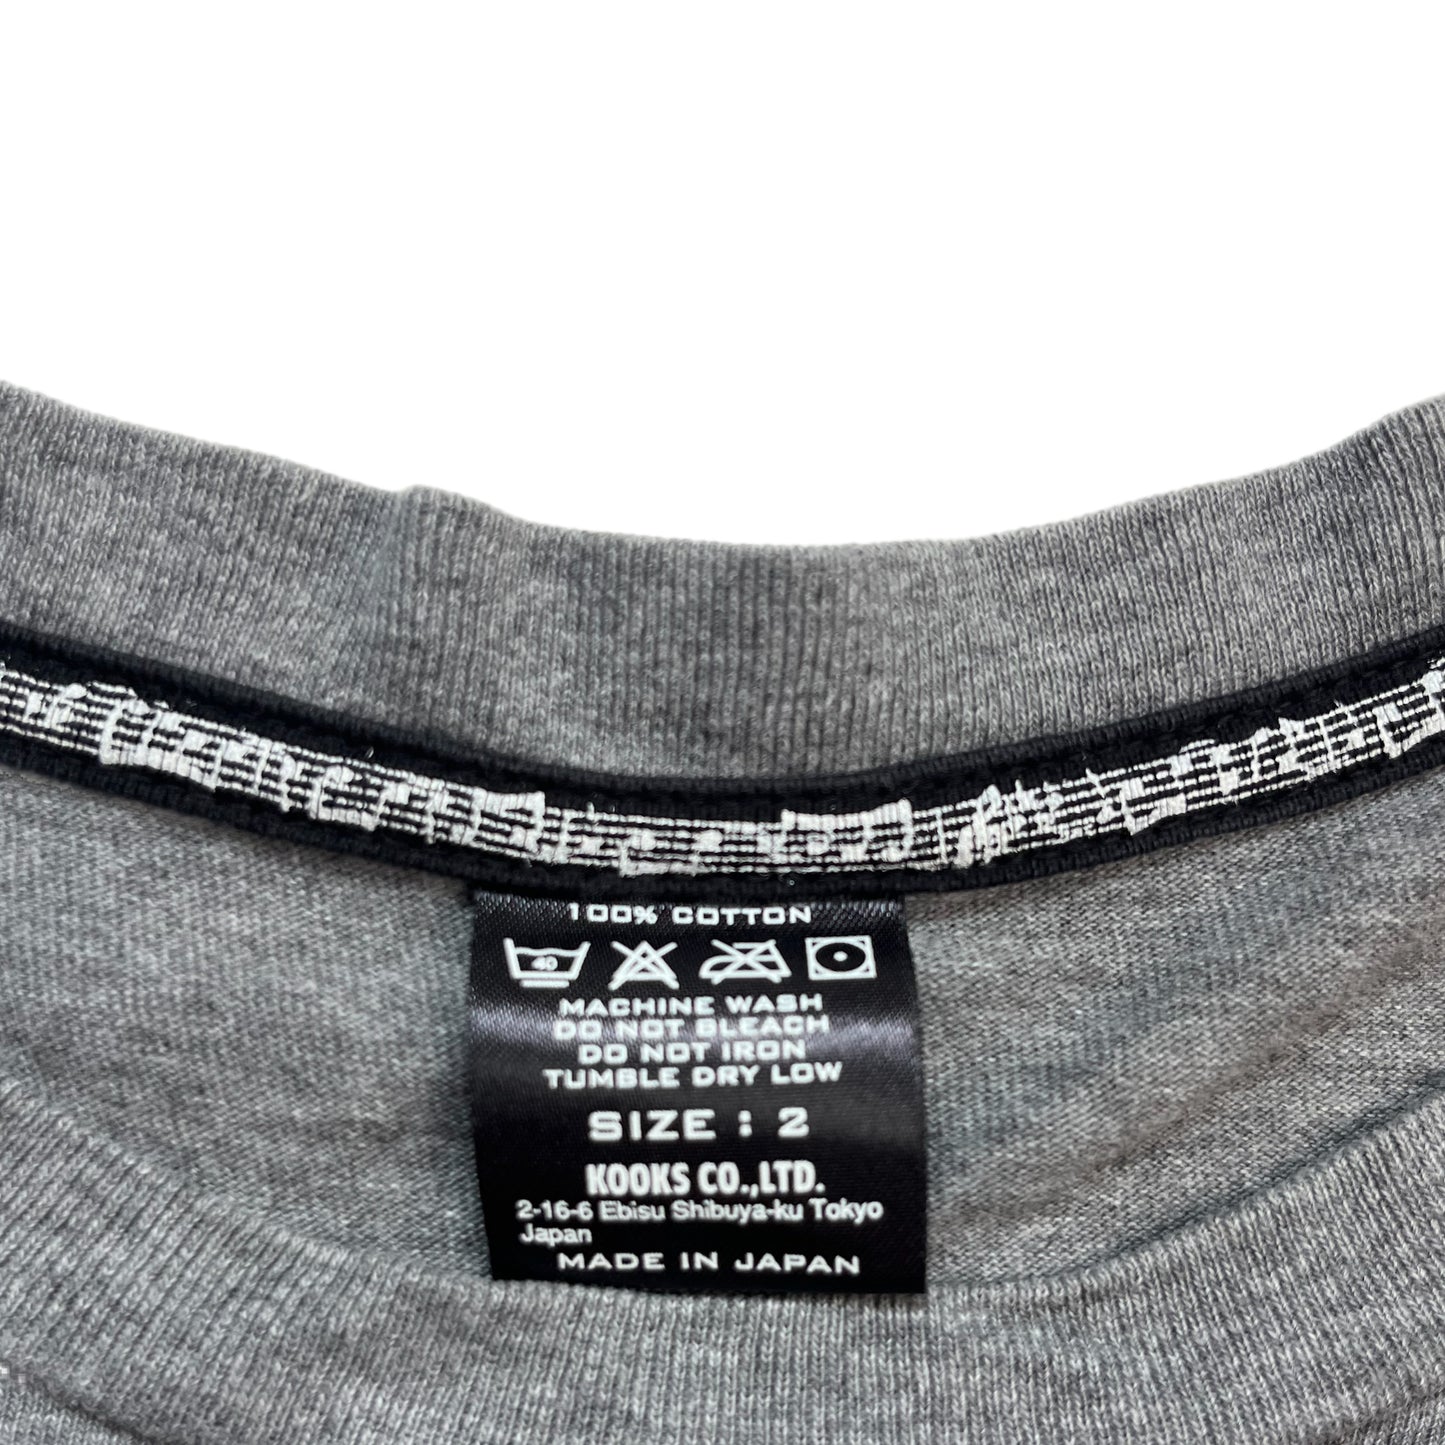 100% COTTON
40
MACHINE WASH
DO NOT BLEACH
DO NOT IRON
TUMBLE DRY LOW
SIZE : 2
KOOKS CO.,LTD.
2-16-6 Ebisu Shibuya-ku Tokyo
Japan
MADE IN JAPAN